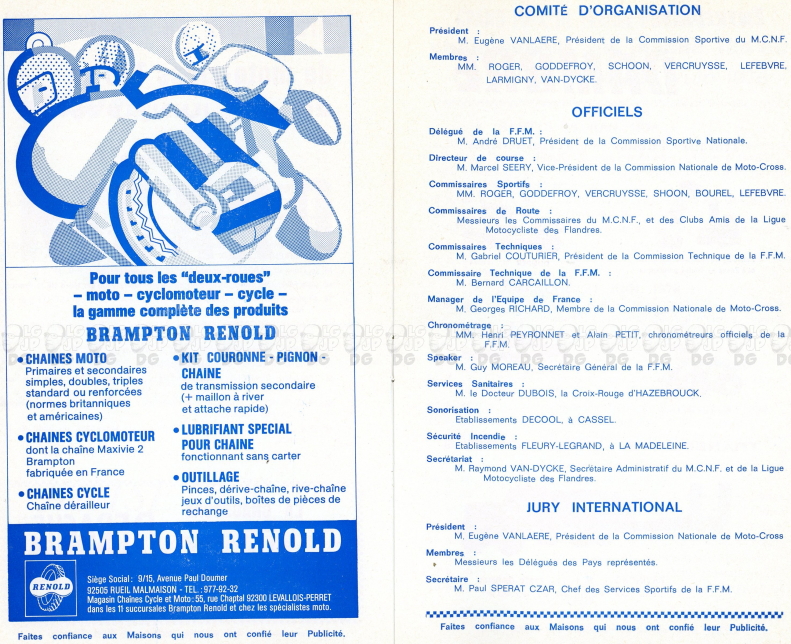 Pour tous les "deux-roues"
– moto – cyclomoteur – cycle –
la gamme complète des produits
BRAMPTON RENOLD
• CHAINES MOTO
Primaires et secondaires
simples, doubles, triples
standard ou renforcées
(normes britanniques
et américaines)
• CHAINES CYCLOMOTEUR
dont la chaîne Maxivie 2
Brampton
fabriquée en France
• CHAINES CYCLE
Chaîne dérailleur
• KIT COURONNE - PIGNON -
CHAINE
de transmission secondaire
(+ maillon à river
et attache rapide)
• LUBRIFIANT SPECIAL
POUR CHAINE
fonctionnant sans carter
• OUTILLAGE
Pinces, dérive-chaîne, rive-chaîne
jeux d'outils, boîtes de pièces de
rechange
BRAMPTON RENOLD
RENOLD
Siège Social : 9/15, Avenue Paul Doumer
92505 RUEIL MALMAISON - TEL. : 977-92-32
Magasin Chaînes Cycle et Moto : 55, rue Chaptal 92300 LEVALLOIS-PERRET
dans les 11 succursales Brampton Renold et chez les spécialistes moto.
Faites confiance aux Maisons qui nous ont confié leur Publicité.
COMITÉ D'ORGANISATION
Président :
M. Eugène VANLAERE, Président de la Commission Sportive du M.C.N.F.
Membres :
MM. ROGER, GODDEFROY, SCHOON, VERCRUYSSE, LEFEBVRE,
LARMIGNY, VAN-DYCKE.
OFFICIELS
Délégué de la F.F.M. :
M. André DRUET, Président de la Commission Sportive Nationale.
Directeur de course :
M. Marcel SEERY, Vice-Président de la Commission Nationale de Moto-Cross.
Commissaires Sportifs :
MM. ROGER, GODDEFROY, VERCRUYSSE, SHOON, BOUREL, LEFEBVRE.
Commissaires de Route :
Messieurs les Commissaires du M.C.N.F., et des Clubs Amis de la Ligue
Motocycliste des Flandres.
Commissaires Techniques :
M. Gabriel COUTURIER, Président de la Commission Technique de la F.F.M.
Commissaire Technique de la F.F.M. :
M. Bernard CARCAILLON.
Manager de l'Equipe de France :
M. Georges RICHARD, Membre de la Commission Nationale de Moto-Cross.
Chronométrage :
MM. Henri PEYRONNET et Alain PETIT, chronométreurs officiels de la
F.F.M.
Speaker :
M. Guy MOREAU, Secrétaire Général de la F.F.M.
Services Sanitaires :
M. le Docteur DUBOIS, la Croix-Rouge d'HAZEBROUCK.
Sonorisation :
Etablissements DECOOL, à CASSEL.
Sécurité Incendie :
Etablissements FLEURY-LEGRAND, à LA MADELEINE.
Secrétariat :
M. Raymond VAN-DYCKE, Secrétaire Administratif du M.C.N.F. et de la Ligue
Motocycliste des Flandres.
JURY INTERNATIONAL
Président :
M. Eugène VANLAERE, Président de la Commission Nationale de Moto-Cross
Membres :
Messieurs les Délégués des Pays représentés.
Secrétaire :
M. Paul SPERAT CZAR, Chef des Services Sportifs de la F.F.M.
Faites confiance aux Maisons qui nous ont confié leur Publicité.